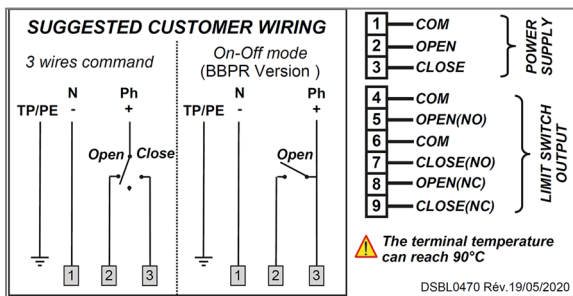 SUGGESTED CUSTOMER WIRING
3 wires command
N Ph
TP/PE - +
Open Close
1 2 3
On-Off mode
(BBPR Version )
N Ph
TP/PE - +
Open
1 2 3
1 COM
2 OPEN
3 CLOSE
POWER
SUPPLY
4 COM
5 OPEN(NO)
6 COM
7 CLOSE(NO)
8 OPEN(NC)
9 CLOSE(NC)
LIMIT SWITCH
OUTPUT
The terminal temperature
can reach 90°C
DSBL0470 Rév.19/05/2020